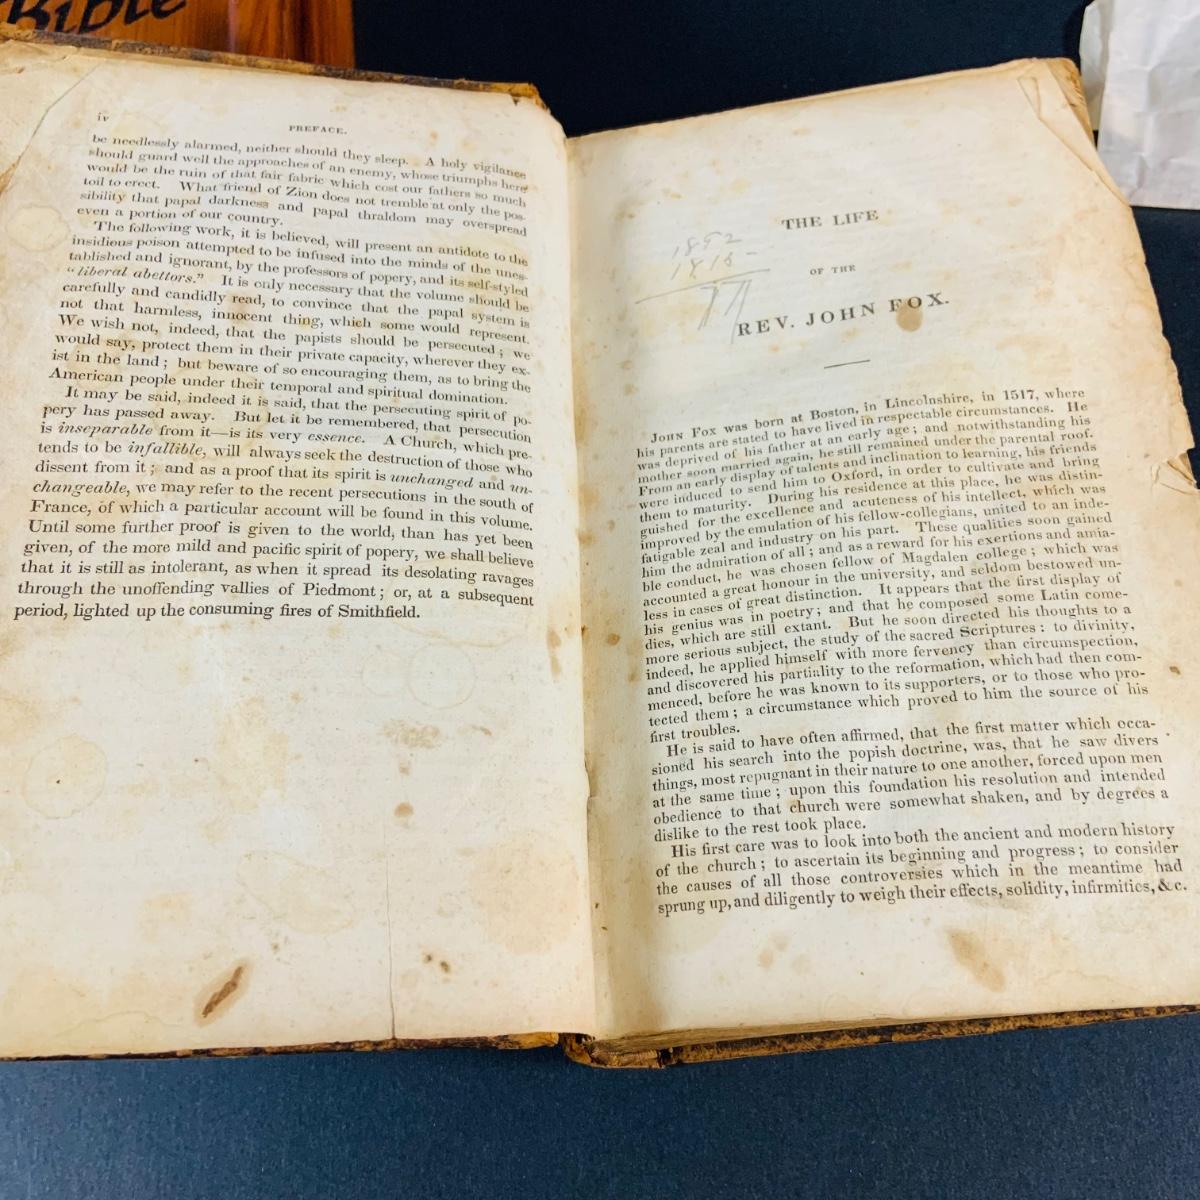 Bible
iv
PREFACE.
be needlessly alarmed, neither should they sleep. A holy vigilance
should guard well the approaches of an enemy, whose triumphs here
would be the ruin of that fair fabric which cost our fathers so much
toil to erect. What friend of Zion does not tremble at only the pos-
sibility that papal darkness and papal thraldom may overspread
even a portion of our country.
The following work, it is believed, will present an antidote to the
insidious poison attempted to be infused into the minds of the unes-
tablished and ignorant, by the professors of popery, and its self-styled
"liberal abettors." It is only necessary that the volume should be
carefully and candidly read, to convince that the papal system is
not that harmless, innocent thing, which some would represent.
We wish not, indeed, that the papists should be persecuted; we
would say, protect them in their private capacity, wherever they ex-
ist in the land; but beware of so encouraging them, as to bring the
American people under their temporal and spiritual domination.
It may be said, indeed it is said, that the persecuting spirit of po-
pery has passed away. But let it be remembered, that persecution
is inseparable from it—is its very essence. A Church, which pre-
tends to be infallible, will always seek the destruction of those who
dissent from it; and as a proof that its spirit is unchanged and un-
changeable, we may refer to the recent persecutions in the south of
France, of which a particular account will be found in this volume.
Until some further proof is given to the world, than has yet been
given, of the more mild and pacific spirit of popery, we shall believe
that it is still as intolerant, as when it spread its desolating ravages
through the unoffending vallies of Piedmont; or, at a subsequent
period, lighted up the consuming fires of Smithfield.
THE LIFE
OF THE
REV. JOHN FOX.
1892
1815
77
JOHN FOX was born at Boston, in Lincolnshire, in 1517, where
his parents are stated to have lived in respectable circumstances. He
was deprived of his father at an early age; and notwithstanding his
mother soon married again, he still remained under the parental roof.
From an early display of talents and inclination to learning, his friends
were induced to send him to Oxford, in order to cultivate and bring
them to maturity. During his residence at this place, he was distin-
guished for the excellence and acuteness of his intellect, which was
improved by the emulation of his fellow-collegians, united to an inde-
fatigable zeal and industry on his part. These qualities soon gained
him the admiration of all; and as a reward for his exertions and amia-
ble conduct, he was chosen fellow of Magdalen college; which was
accounted a great honour in the university, and seldom bestowed un-
less in cases of great distinction. It appears that the first display of
his genius was in poetry; and that he composed some Latin come-
dies, which are still extant. But he soon directed his thoughts to a
more serious subject, the study of the sacred Scriptures: to divinity,
indeed, he applied himself with more fervency than circumspection,
and discovered his partiality to the reformation, which had then com-
menced, before he was known to its supporters, or to those who pro-
tected them; a circumstance which proved to him the source of his
first troubles.
He is said to have often affirmed, that the first matter which occa-
sioned his search into the popish doctrine, was, that he saw divers
things, most repugnant in their nature to one another, forced upon men
at the same time; upon this foundation his resolution and intended
obedience to that church were somewhat shaken, and by degrees a
dislike to the rest took place.
His first care was to look into both the ancient and modern history
of the church; to ascertain its beginning and progress; to consider
the causes of all those controversies which in the meantime had
sprung up, and diligently to weigh their effects, solidity, infirmities, &c.